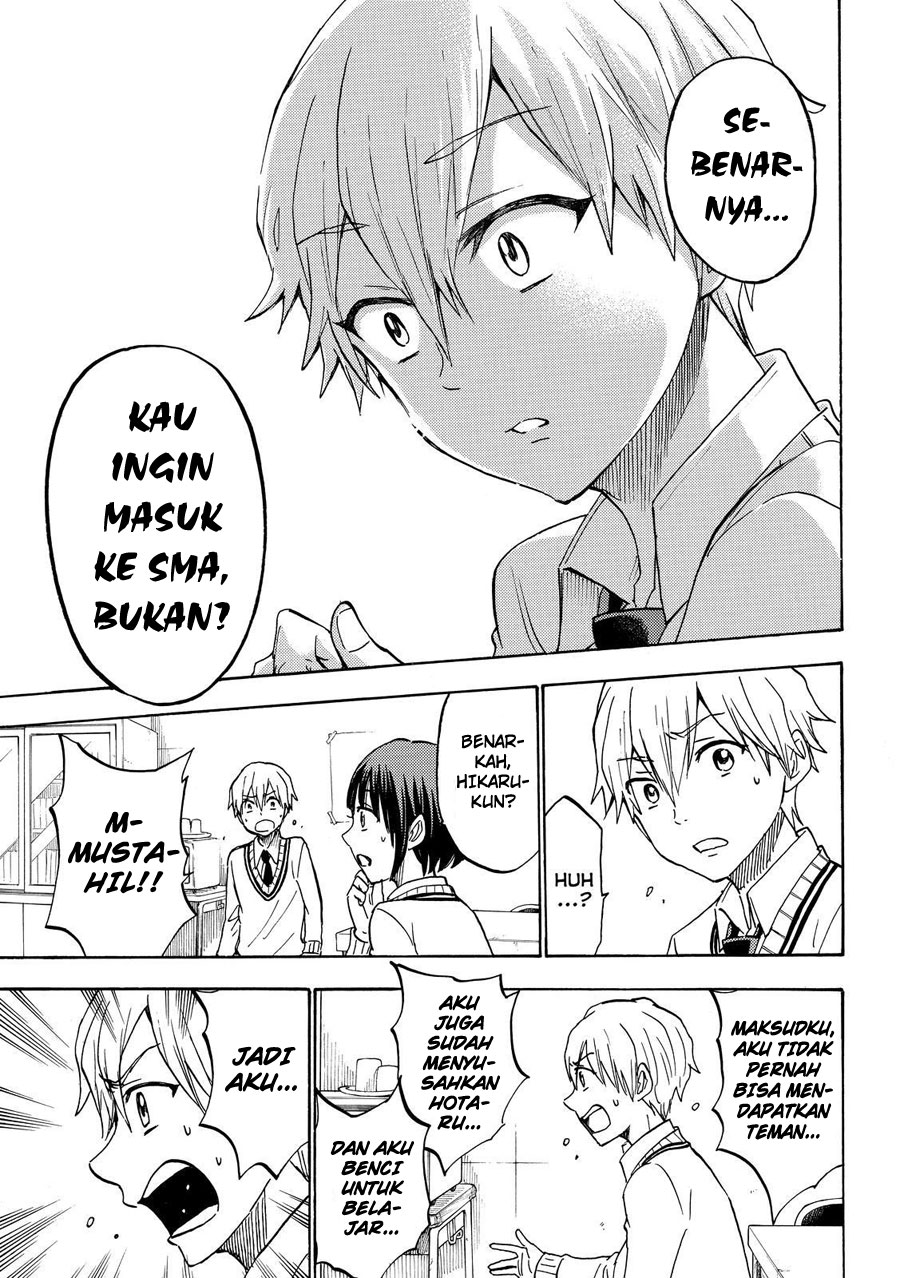 SE-
BENAR-
NYA...
KAU
INGIN
MASUK
KE SMA,
BUKAN?
HUH
...?
BENAR-
KAH,
HIKARU-
KUN?
M-
MUSTA-
HIL!!
MAKSUDKU,
AKU TIDAK
PERNAH
BISA MEN-
DAPATKAN
TEMAN...
AKU
JUGA
SUDAH
MENYU-
SAHKAN
HOTA-
RU...
DAN AKU
BENCI
UNTUK
BELA-
JAR...
JADI
AKU...